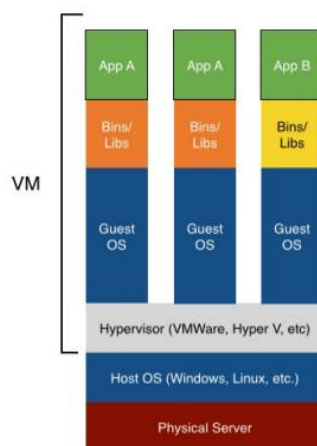 App A
App A
App B
Bins/
Libs
Bins/
Libs
Bins/
Libs
VM
Guest
OS
Guest
OS
Guest
OS
Hypervisor (VMWare, Hyper V, etc)
Host OS (Windows, Linux, etc.)
Physical Server